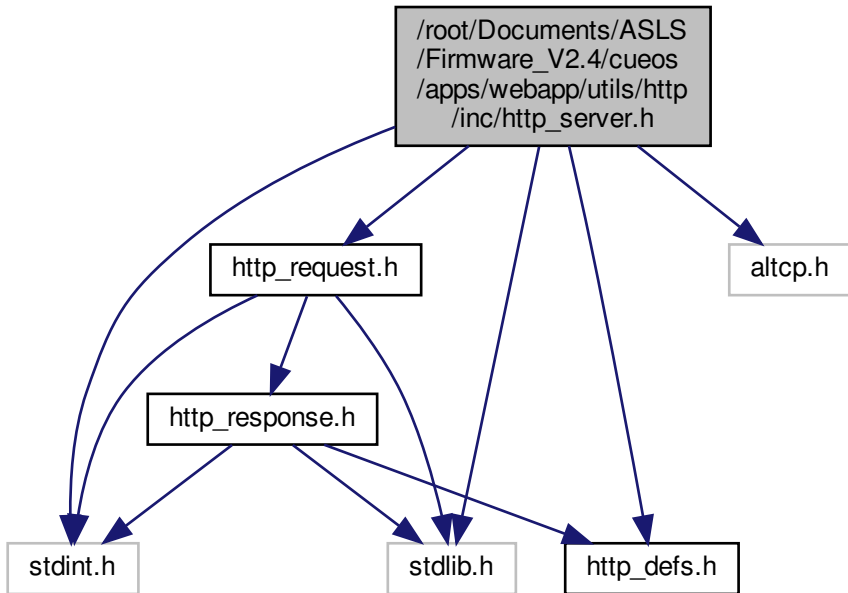 /root/Documents/ASLS
/Firmware_V2.4/cueos
/apps/webapp/utils/http
/inc/http_server.h
http_request.h
altcp.h
http_response.h
stdint.h
stdlib.h
http_defs.h